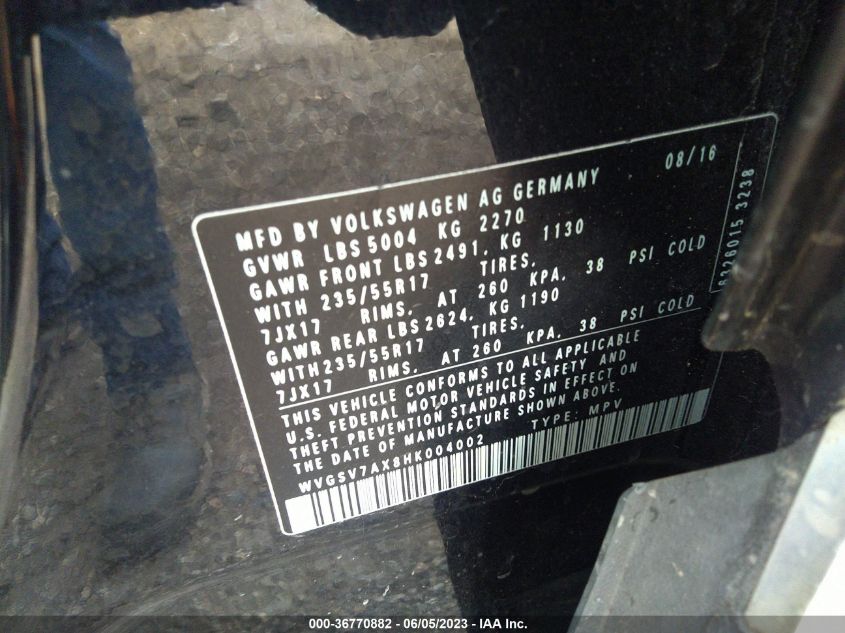 MFD BY VOLKSWAGEN AG GERMANY 08/16
GVWR LBS 5004 KG 2270
GAWR FRONT LBS 2491, KG 1130
WITH 235/55R17 TIRES,
7JX17 RIMS, AT 260 KPA, 38 PSI COLD
GAWR REAR LBS 2624, KG 1190
WITH 235/55R17 TIRES,
7JX17 RIMS, AT 260 KPA, 38 PSI COLD
THIS VEHICLE CONFORMS TO ALL APPLICABLE
U.S. FEDERAL MOTOR VEHICLE SAFETY AND
THEFT PREVENTION STANDARDS IN EFFECT ON
THE DATE OF MANUFACTURE SHOWN ABOVE.
WVGSV7AX8HK004002 TYPE: MPV
6326015 3238
000-36770882 - 06/05/2023 - IAA Inc.